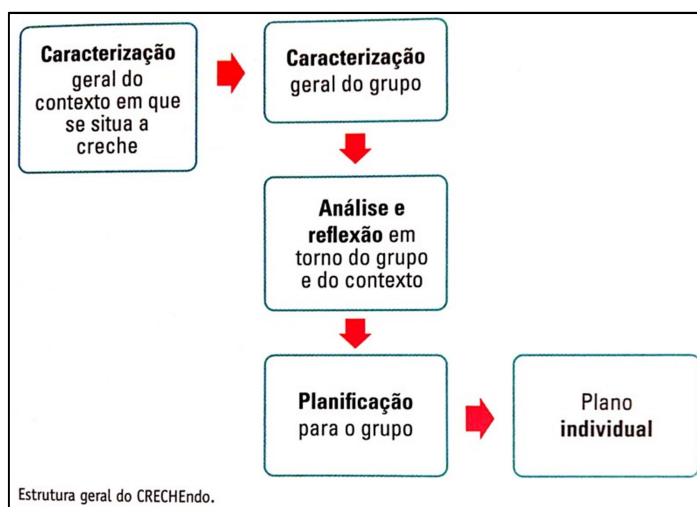 Caracterização
geral do
contexto em que
se situa a
creche
Caracterização
geral do grupo
Análise e
reflexão em
torno do grupo
e do contexto
Planificação
para o grupo
Plano
individual
Estrutura geral do CRECHEndo.